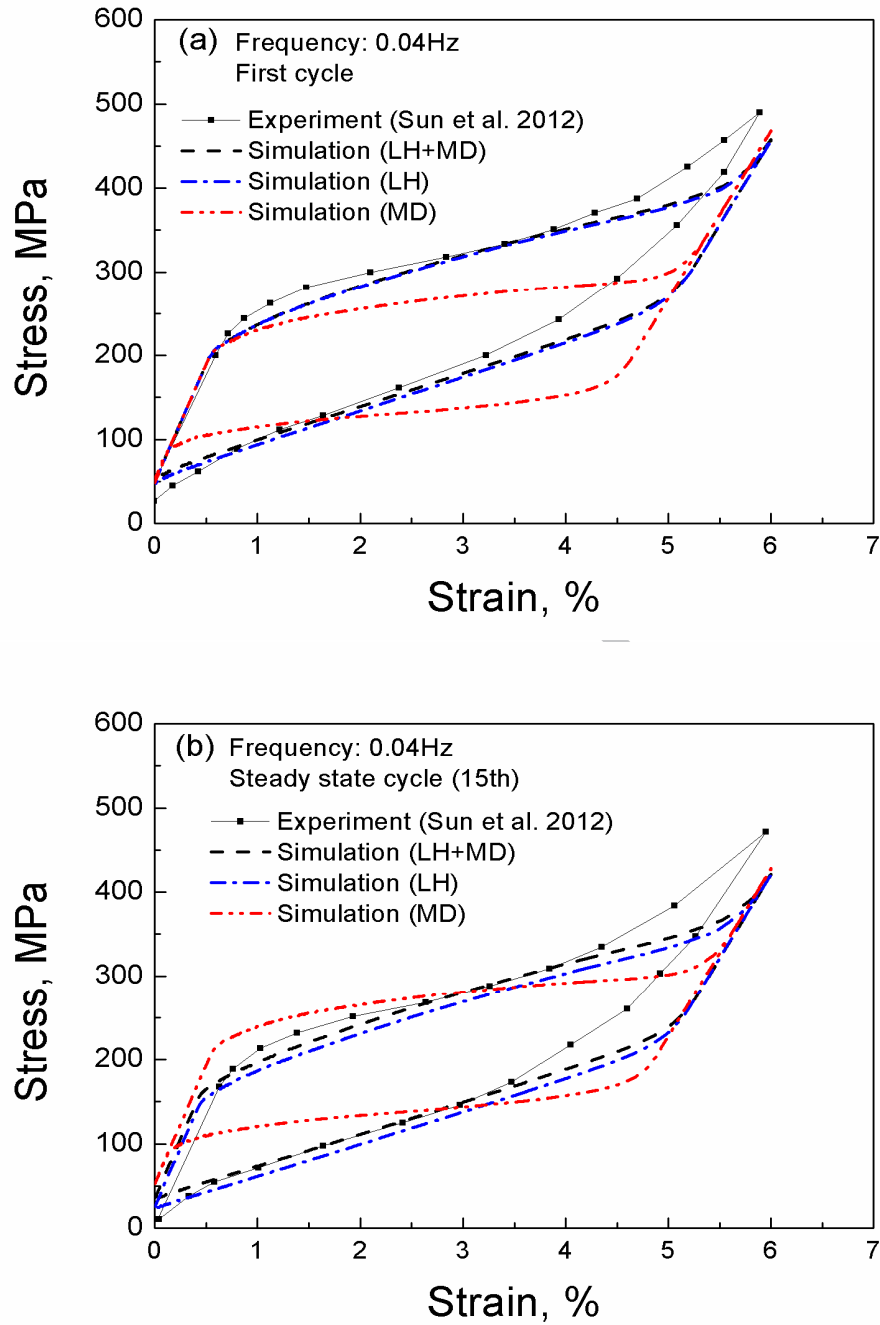 600
(a) Frequency: 0.04Hz
First cycle
500
Experiment (Sun et al. 2012)
Simulation (LH+MD)
400
Simulation (LH)
Simulation (MD)
300
200
100
0
Stress, MPa
0 1 2 3 4 5 6 7
Strain, %
600
(b) Frequency: 0.04Hz
Steady state cycle (15th)
500
Experiment (Sun et al. 2012)
Simulation (LH+MD)
400
Simulation (LH)
Simulation (MD)
300
200
100
0
Stress, MPa
0 1 2 3 4 5 6 7
Strain, %